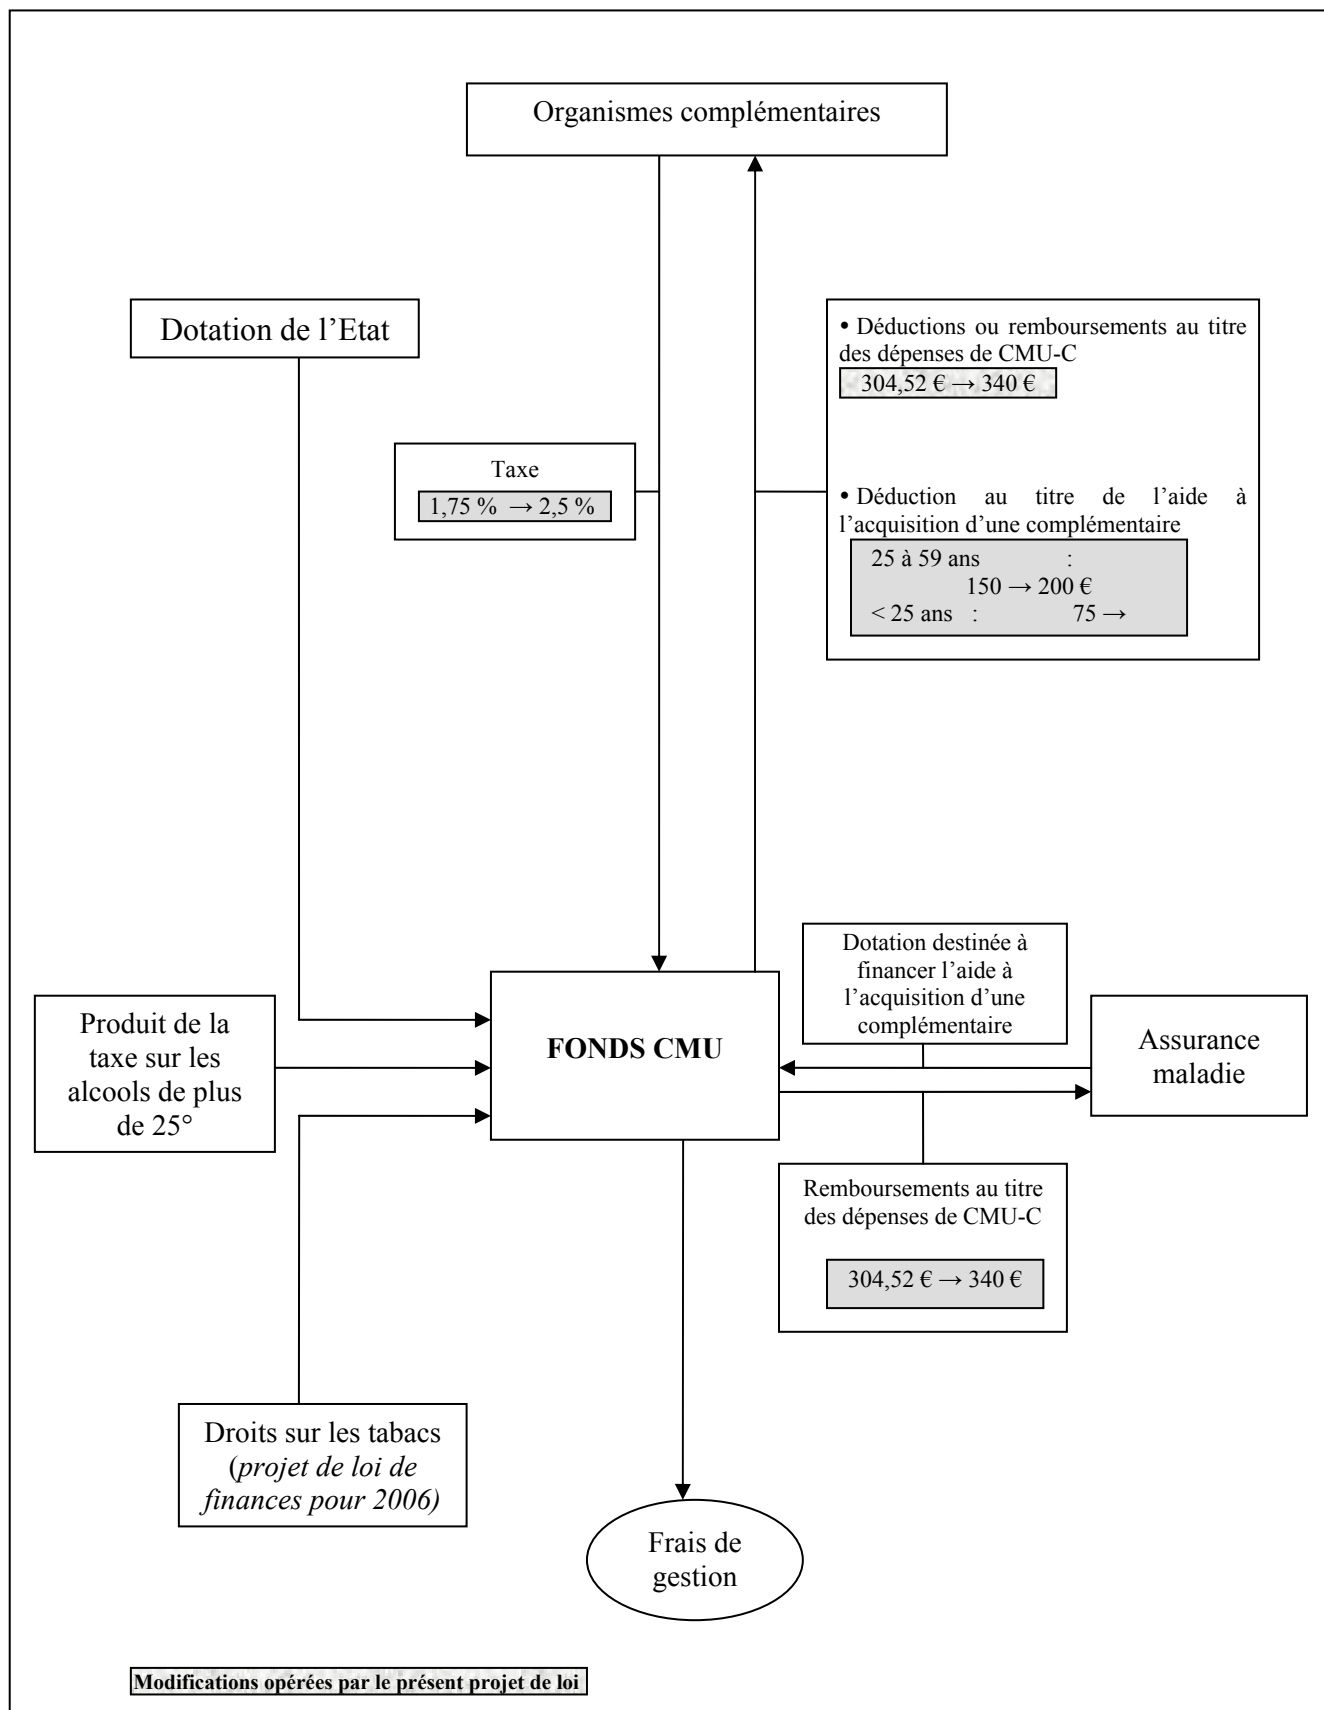 Organismes complémentaires
Dotation de l’Etat
• Déductions ou remboursements au titre
des dépenses de CMU-C
304,52 € → 340 €
Taxe
1,75 % → 2,5 %
• Déduction au titre de l’aide à
l’acquisition d’une complémentaire
25 à 59 ans :
150 → 200 €
< 25 ans : 75 →
Dotation destinée à
financer l’aide à
l’acquisition d’une
complémentaire
Produit de la
taxe sur les
alcools de plus
de 25°
FONDS CMU
Assurance
maladie
Remboursements au titre
des dépenses de CMU-C
304,52 € → 340 €
Droits sur les tabacs
(projet de loi de
finances pour 2006)
Frais de
gestion
Modifications opérées par le présent projet de loi